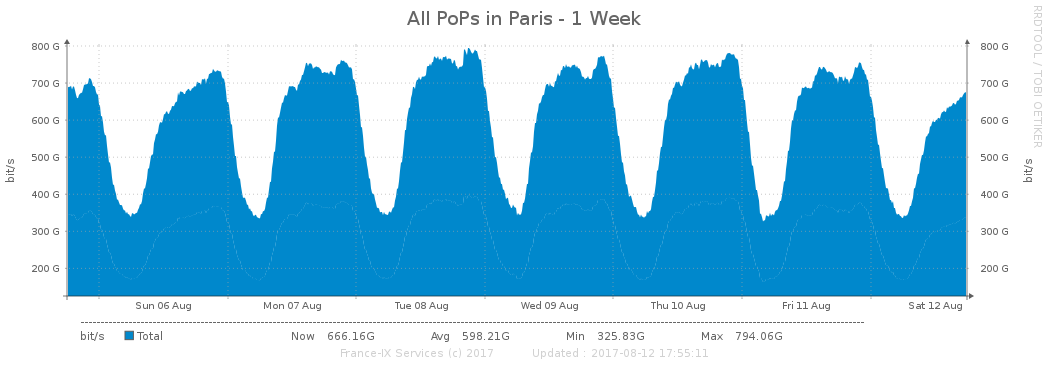 All PoPs in Paris - 1 Week
RRDTOOL / TOBI OETIKER
bit/s
800 G
700 G
600 G
500 G
400 G
300 G
200 G
800 G
700 G
600 G
500 G
400 G
300 G
200 G
bit/s
Sun 06 Aug Mon 07 Aug Tue 08 Aug Wed 09 Aug Thu 10 Aug Fri 11 Aug Sat 12 Aug
bit/s Total Now 666.16G Avg 598.21G Min 325.83G Max 794.06G
France-IX Services (c) 2017 Updated : 2017-08-12 17:55:11